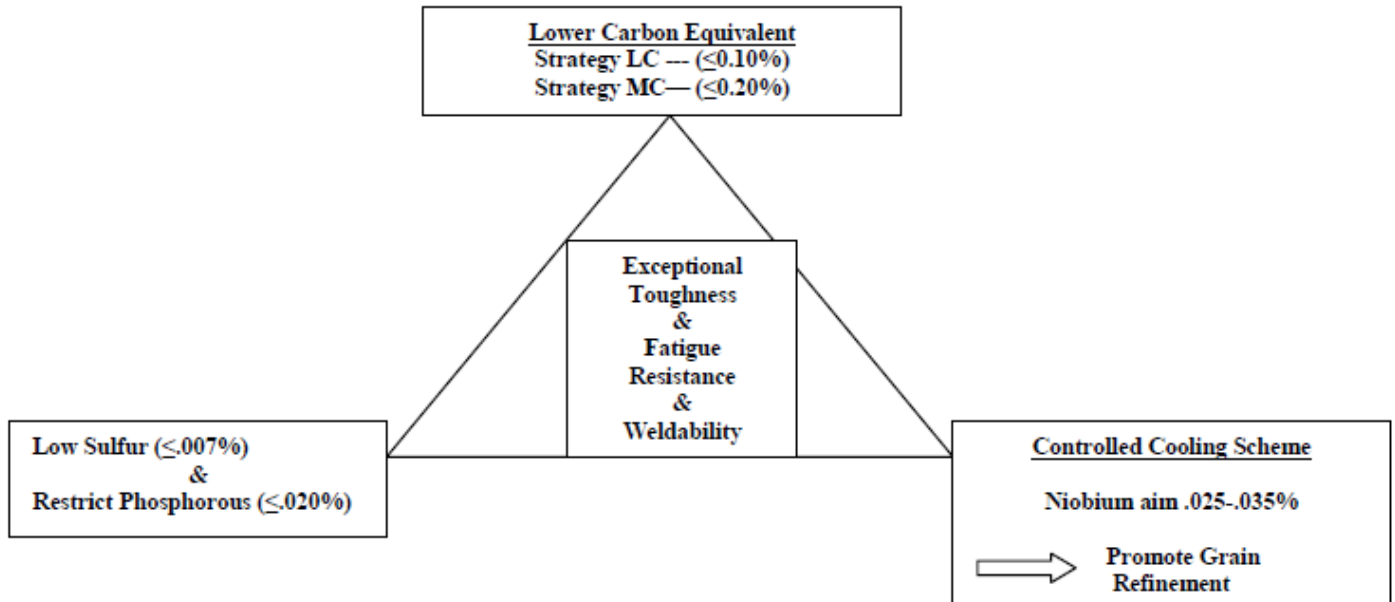 Lower Carbon Equivalent
Strategy LC --- (≤0.10%)
Strategy MC— (≤0.20%)
Exceptional
Toughness
&
Fatigue
Resistance
&
Weldability
Low Sulfur (≤.007%)
&
Restrict Phosphorous (≤.020%)
Controlled Cooling Scheme
Niobium aim .025-.035%
Promote Grain
Refinement